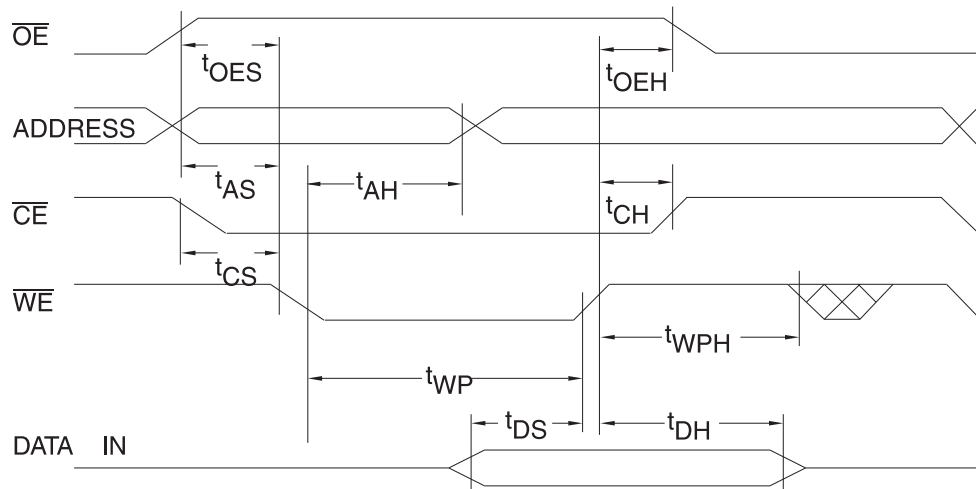 OE
tOES
tOEH
ADDRESS
tAS
tAH
CE
tCH
tCS
WE
tWPH
tWP
tDS
tDH
DATA IN